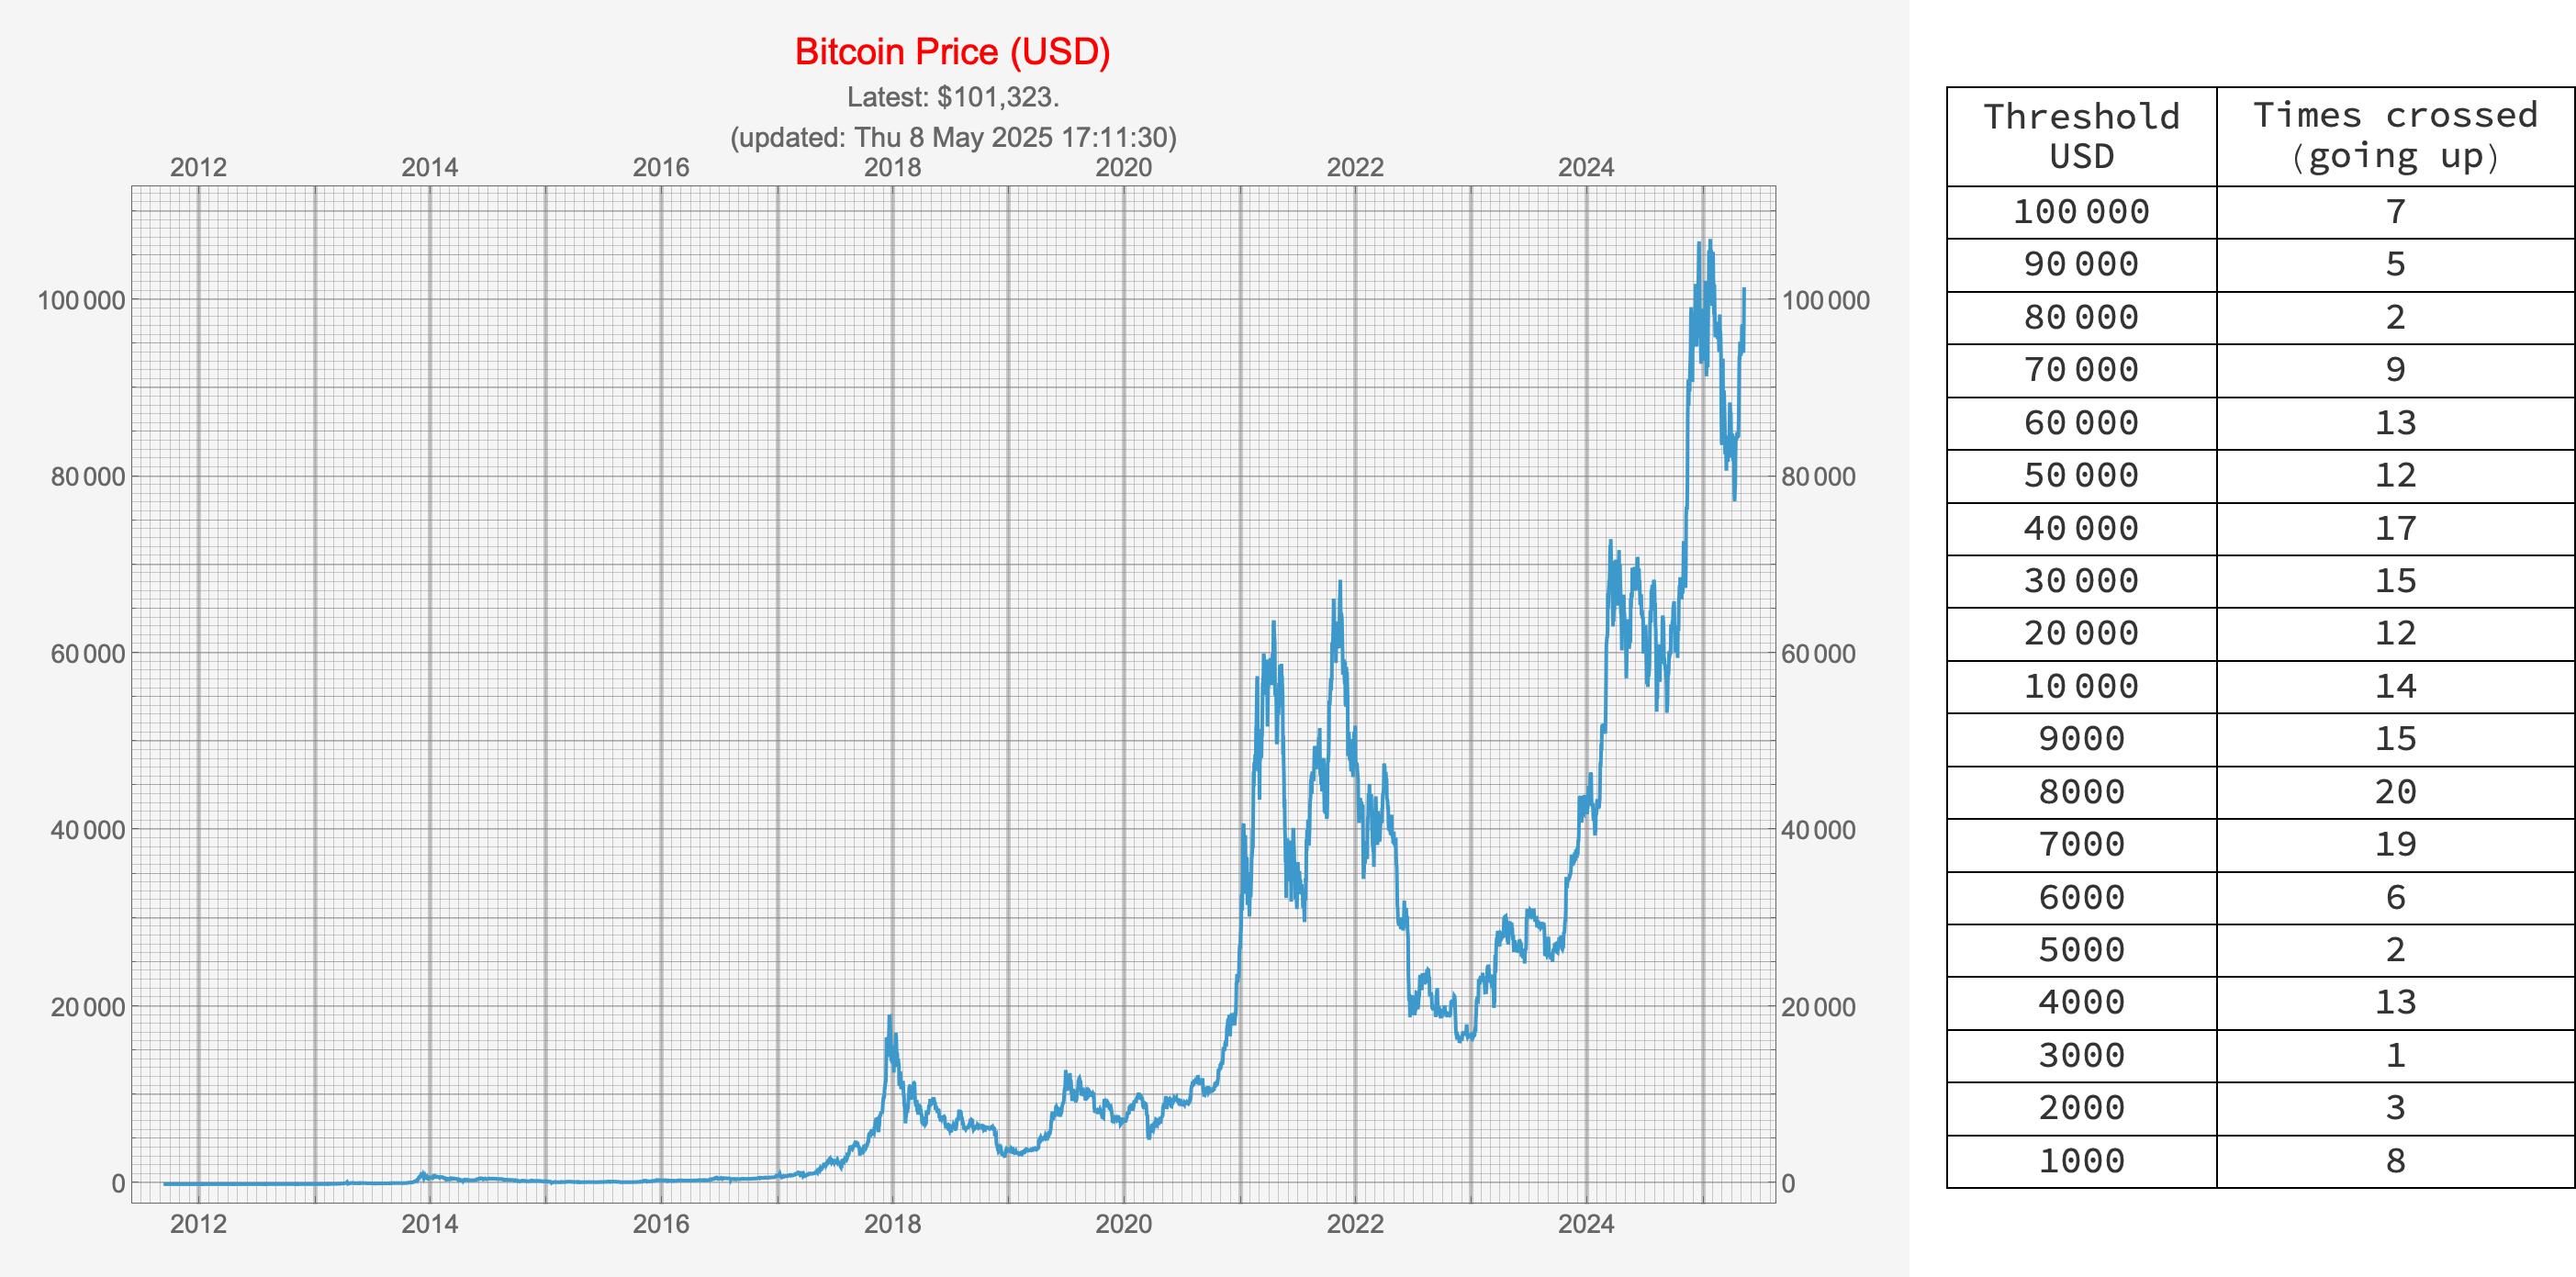 Bitcoin Price (USD)
Latest: $101,323.
(updated: Thu 8 May 2025 17:11:30)
2012 2014 2016 2018 2020 2022 2024
100 000 100 000
80 000 80 000
60 000 60 000
40 000 40 000
20 000 20 000
0 0
2012 2014 2016 2018 2020 2022 2024
Threshold USD Times crossed (going up)
100 000 7
90 000 5
80 000 2
70 000 9
60 000 13
50 000 12
40 000 17
30 000 15
20 000 12
10 000 14
9000 15
8000 20
7000 19
6000 6
5000 2
4000 13
3000 1
2000 3
1000 8